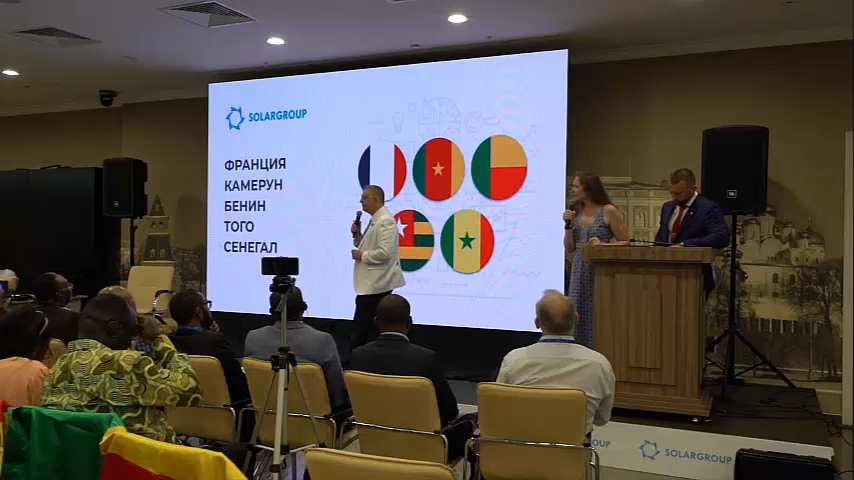 SOLARGROUP
ФРАНЦИЯ
КАМЕРУН
БЕНИН
ТОГО
СЕНЕГАЛ
SOLARGROUP